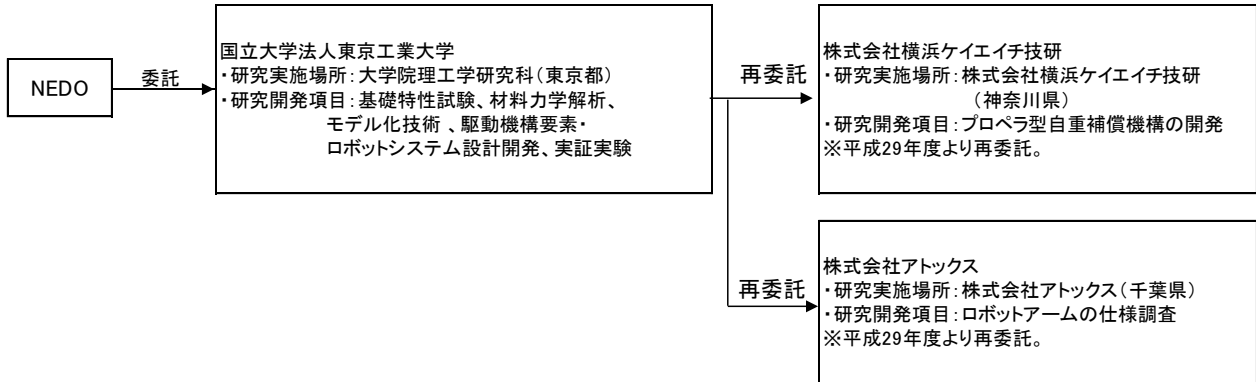 NEDO
委託
国立大学法人東京工業大学
・研究実施場所：大学院理工学研究科（東京都）
・研究開発項目：基礎特性試験、材料力学解析、
モデル化技術 、駆動機構要素・
ロボットシステム設計開発、実証実験
再委託
株式会社横浜ケイエイチ技研
・研究実施場所：株式会社横浜ケイエイチ技研
（神奈川県）
・研究開発項目：プロペラ型自重補償機構の開発
※平成29年度より再委託。
再委託
株式会社アトックス
・研究実施場所：株式会社アトックス（千葉県）
・研究開発項目：ロボットアームの仕様調査
※平成29年度より再委託。